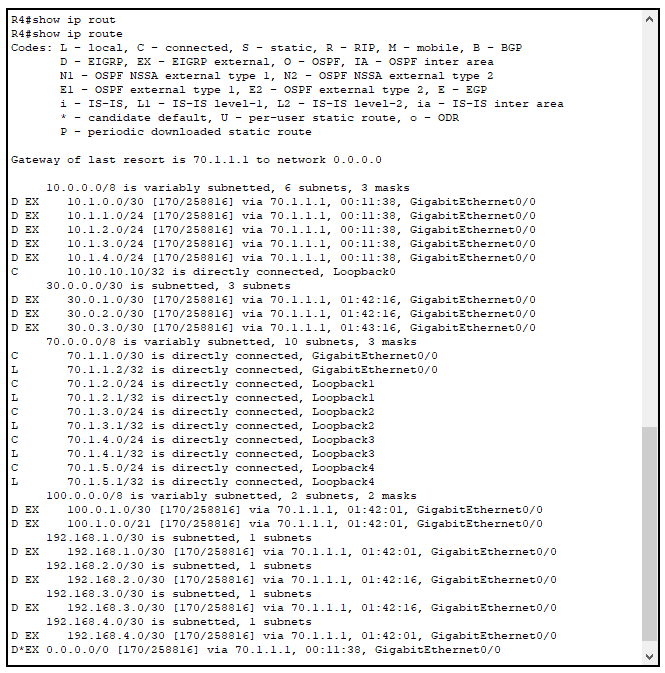 R4#show ip rout
R4#show ip route
Codes: L - local, C - connected, S - static, R - RIP, M - mobile, B - BGP
       D - EIGRP, EX - EIGRP external, O - OSPF, IA - OSPF inter area
       N1 - OSPF NSSA external type 1, N2 - OSPF NSSA external type 2
       E1 - OSPF external type 1, E2 - OSPF external type 2, E - EGP
       i - IS-IS, L1 - IS-IS level-1, L2 - IS-IS level-2, ia - IS-IS inter area
       * - candidate default, U - per-user static route, o - ODR
       P - periodic downloaded static route
Gateway of last resort is 70.1.1.1 to network 0.0.0.0
     10.0.0.0/8 is variably subnetted, 6 subnets, 3 masks
D EX    10.1.0.0/30 [170/258816] via 70.1.1.1, 00:11:38, GigabitEthernet0/0
D EX    10.1.1.0/24 [170/258816] via 70.1.1.1, 00:11:38, GigabitEthernet0/0
D EX    10.1.2.0/24 [170/258816] via 70.1.1.1, 00:11:38, GigabitEthernet0/0
D EX    10.1.3.0/24 [170/258816] via 70.1.1.1, 00:11:38, GigabitEthernet0/0
D EX    10.1.4.0/24 [170/258816] via 70.1.1.1, 00:11:38, GigabitEthernet0/0
C       10.10.10.10/32 is directly connected, Loopback0
     30.0.0.0/30 is subnetted, 3 subnets
D EX    30.0.1.0/30 [170/258816] via 70.1.1.1, 01:42:16, GigabitEthernet0/0
D EX    30.0.2.0/30 [170/258816] via 70.1.1.1, 01:42:16, GigabitEthernet0/0
D EX    30.0.3.0/30 [170/258816] via 70.1.1.1, 01:43:16, GigabitEthernet0/0
     70.0.0.0/8 is variably subnetted, 10 subnets, 3 masks
C       70.1.1.0/30 is directly connected, GigabitEthernet0/0
L       70.1.1.2/32 is directly connected, GigabitEthernet0/0
C       70.1.2.0/24 is directly connected, Loopback1
L       70.1.2.1/32 is directly connected, Loopback1
C       70.1.3.0/24 is directly connected, Loopback2
L       70.1.3.1/32 is directly connected, Loopback2
C       70.1.4.0/24 is directly connected, Loopback3
L       70.1.4.1/32 is directly connected, Loopback3
C       70.1.5.0/24 is directly connected, Loopback4
L       70.1.5.1/32 is directly connected, Loopback4
     100.0.0.0/8 is variably subnetted, 2 subnets, 2 masks
D EX    100.0.1.0/30 [170/258816] via 70.1.1.1, 01:42:01, GigabitEthernet0/0
D EX    100.1.0.0/21 [170/258816] via 70.1.1.1, 01:42:01, GigabitEthernet0/0
     192.168.1.0/30 is subnetted, 1 subnets
D EX    192.168.1.0/30 [170/258816] via 70.1.1.1, 01:42:01, GigabitEthernet0/0
     192.168.2.0/30 is subnetted, 1 subnets
D EX    192.168.2.0/30 [170/258816] via 70.1.1.1, 01:42:16, GigabitEthernet0/0
     192.168.3.0/30 is subnetted, 1 subnets
D EX    192.168.3.0/30 [170/258816] via 70.1.1.1, 01:42:16, GigabitEthernet0/0
     192.168.4.0/30 is subnetted, 1 subnets
D EX    192.168.4.0/30 [170/258816] via 70.1.1.1, 01:42:01, GigabitEthernet0/0
D*EX 0.0.0.0/0 [170/258816] via 70.1.1.1, 00:11:38, GigabitEthernet0/0